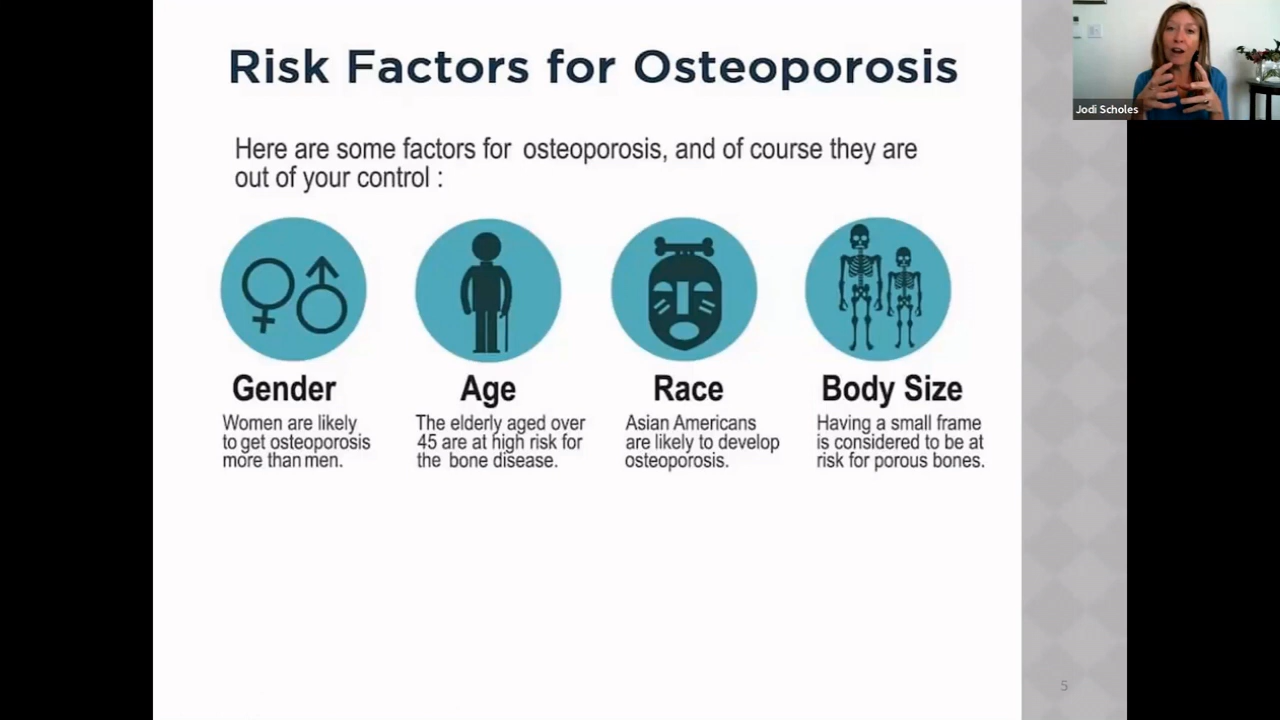 Risk Factors for Osteoporosis
Jodi Scholes
Here are some factors for osteoporosis, and of course they are
out of your control :
Gender
Women are likely
to get osteoporosis
more than men.
Age
The elderly aged over
45 are at high risk for
the bone disease.
Race
Asian Americans
are likely to develop
osteoporosis.
Body Size
Having a small frame
is considered to be at
risk for porous bones.
5